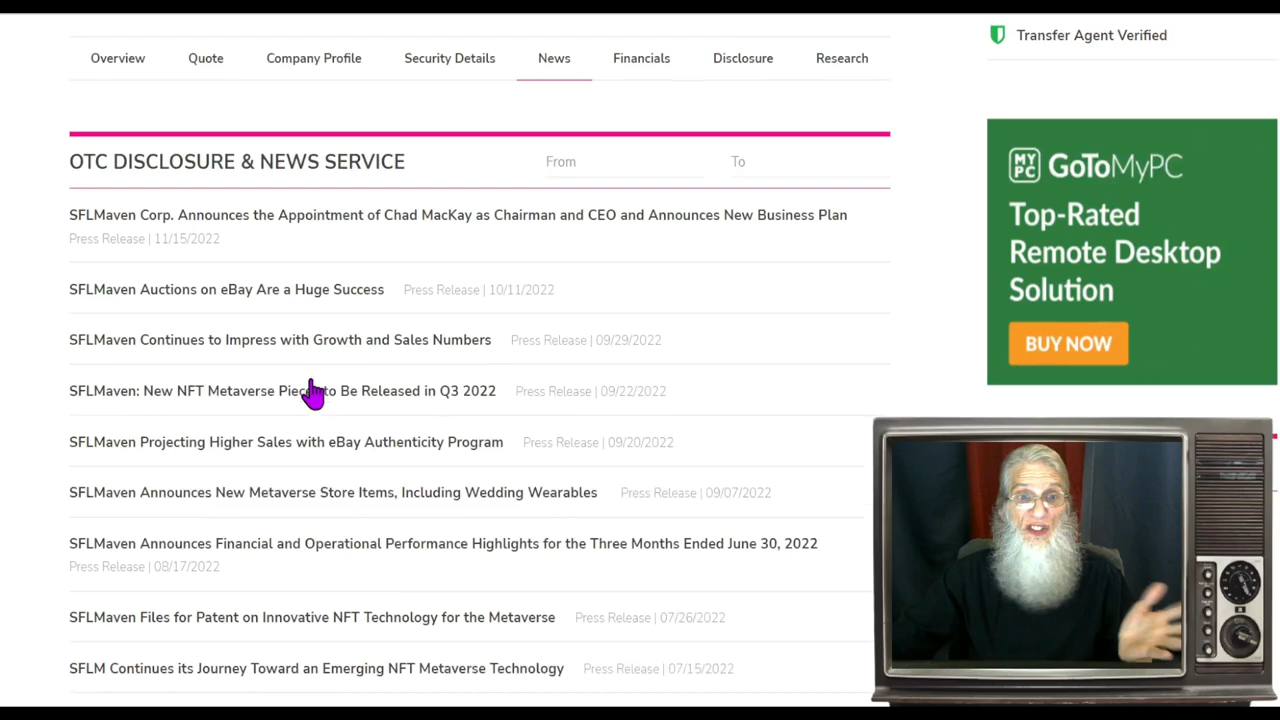 Transfer Agent Verified
Overview Quote Company Profile Security Details News Financials Disclosure Research
OTC DISCLOSURE & NEWS SERVICE From To
SFLMaven Corp. Announces the Appointment of Chad MacKay as Chairman and CEO and Announces New Business Plan
Press Release | 11/15/2022
SFLMaven Auctions on eBay Are a Huge Success Press Release | 10/11/2022
SFLMaven Continues to Impress with Growth and Sales Numbers Press Release | 09/29/2022
SFLMaven: New NFT Metaverse to Be Released in Q3 2022 Press Release | 09/22/2022
SFLMaven Projecting Higher Sales with eBay Authenticity Program Press Release | 09/20/2022
SFLMaven Announces New Metaverse Store Items, Including Wedding Wearables Press Release | 09/07/2022
SFLMaven Announces Financial and Operational Performance Highlights for the Three Months Ended June 30, 2022
Press Release | 08/17/2022
SFLMaven Files for Patent on Innovative NFT Technology for the Metaverse Press Release | 07/26/2022
SFLM Continues its Journey Toward an Emerging NFT Metaverse Technology Press Release | 07/15/2022
MY PC GoToMyPC
Top-Rated
Remote Desktop
Solution
BUY NOW